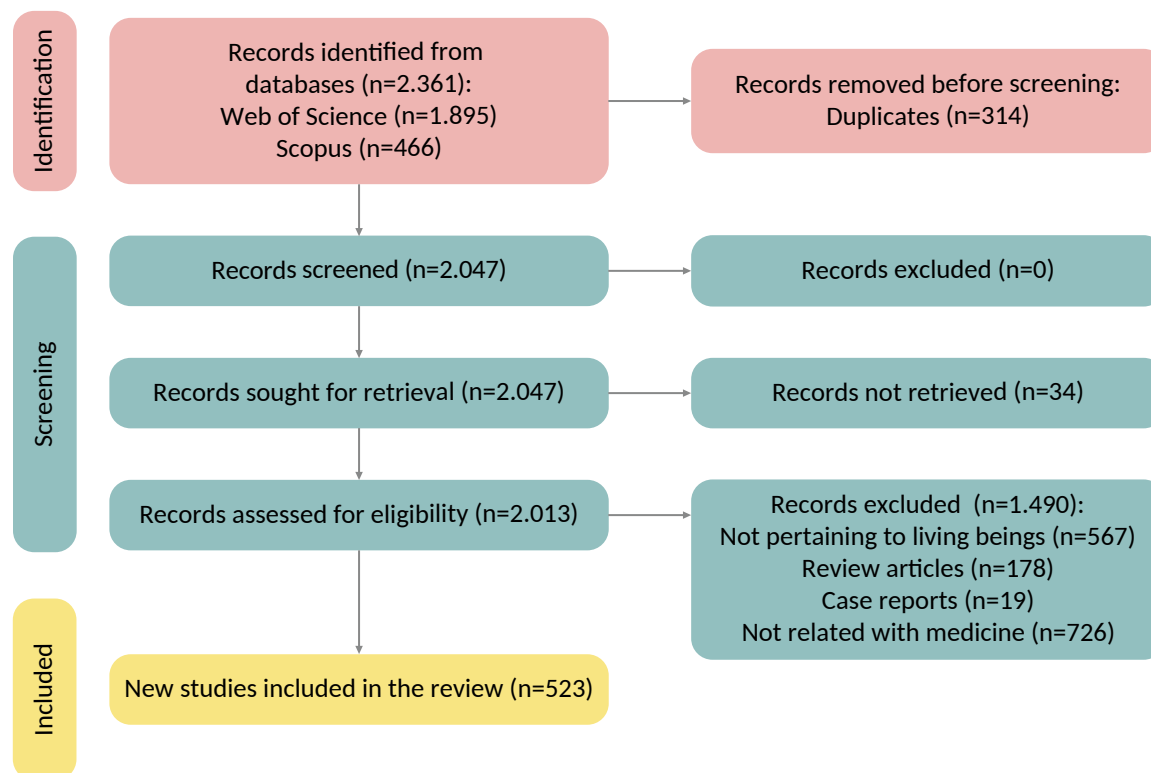 Identification
Records identified from
databases (n=2.361):
Web of Science (n=1.895)
Scopus (n=466)
Records removed before screening:
Duplicates (n=314)
Screening
Records screened (n=2.047)
Records excluded (n=0)
Records sought for retrieval (n=2.047)
Records not retrieved (n=34)
Records assessed for eligibility (n=2.013)
Records excluded  (n=1.490):
Not pertaining to living beings (n=567)
Review articles (n=178)
Case reports (n=19)
Not related with medicine (n=726)
Included
New studies included in the review (n=523)